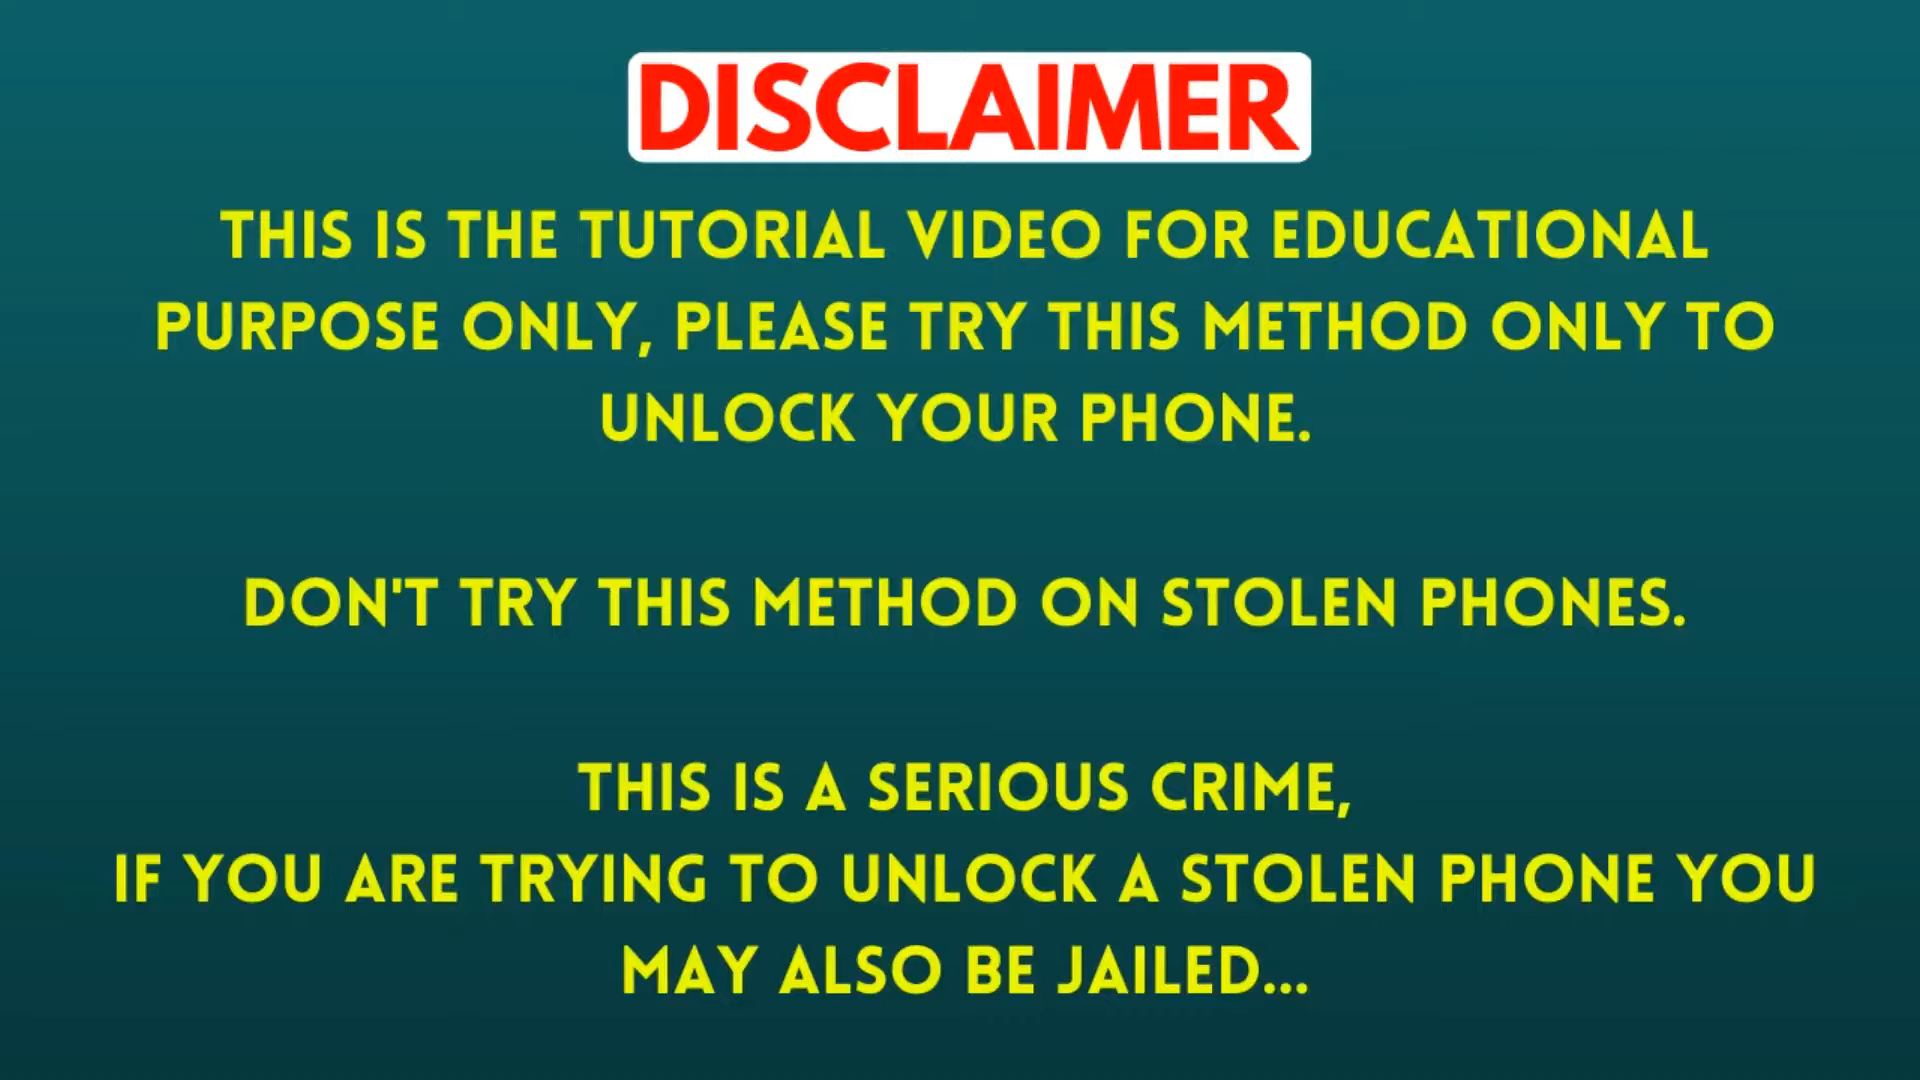 DISCLAIMER
THIS IS THE TUTORIAL VIDEO FOR EDUCATIONAL
PURPOSE ONLY, PLEASE TRY THIS METHOD ONLY TO
UNLOCK YOUR PHONE.
DON'T TRY THIS METHOD ON STOLEN PHONES.
THIS IS A SERIOUS CRIME,
IF YOU ARE TRYING TO UNLOCK A STOLEN PHONE YOU
MAY ALSO BE JAILED...